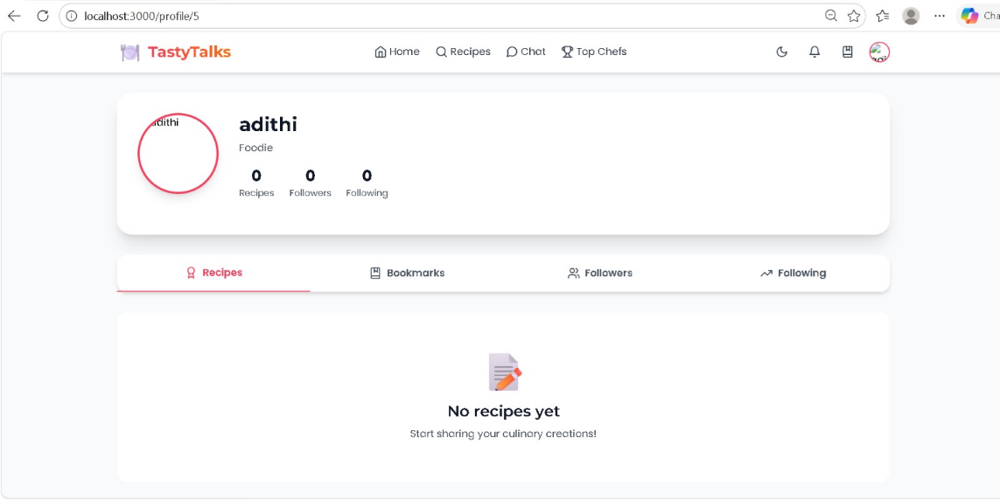 localhost:3000/profile/5
Cha
TastyTalks
Home Recipes Chat Top Chefs
adithi
adithi
Foodie
0 0 0
Recipes Followers Following
Recipes Bookmarks Followers Following
No recipes yet
Start sharing your culinary creations!